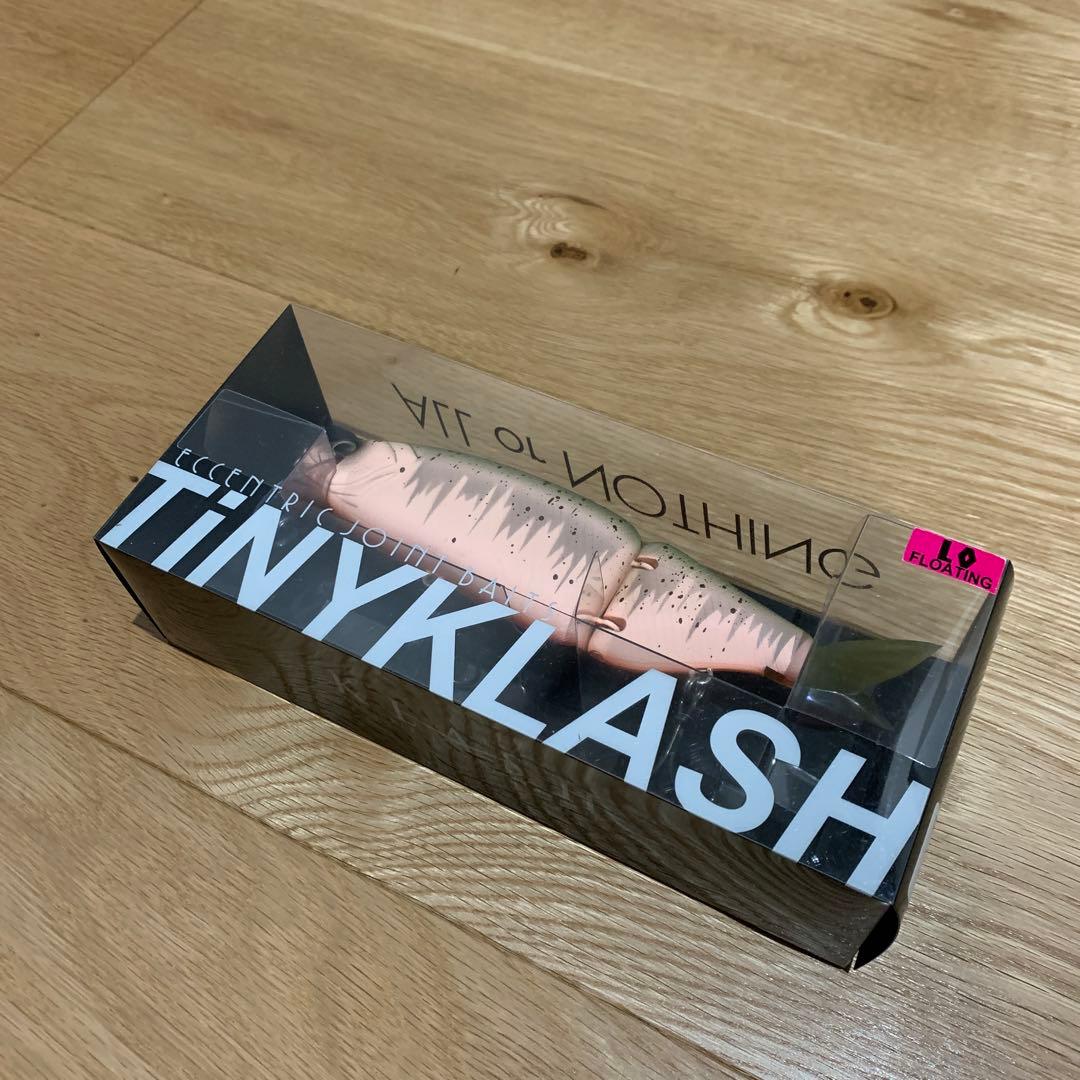 ALL or NOTHING
ECCENTRIC JOINT BAITS
TiNYKLASH
LO
FLOATING